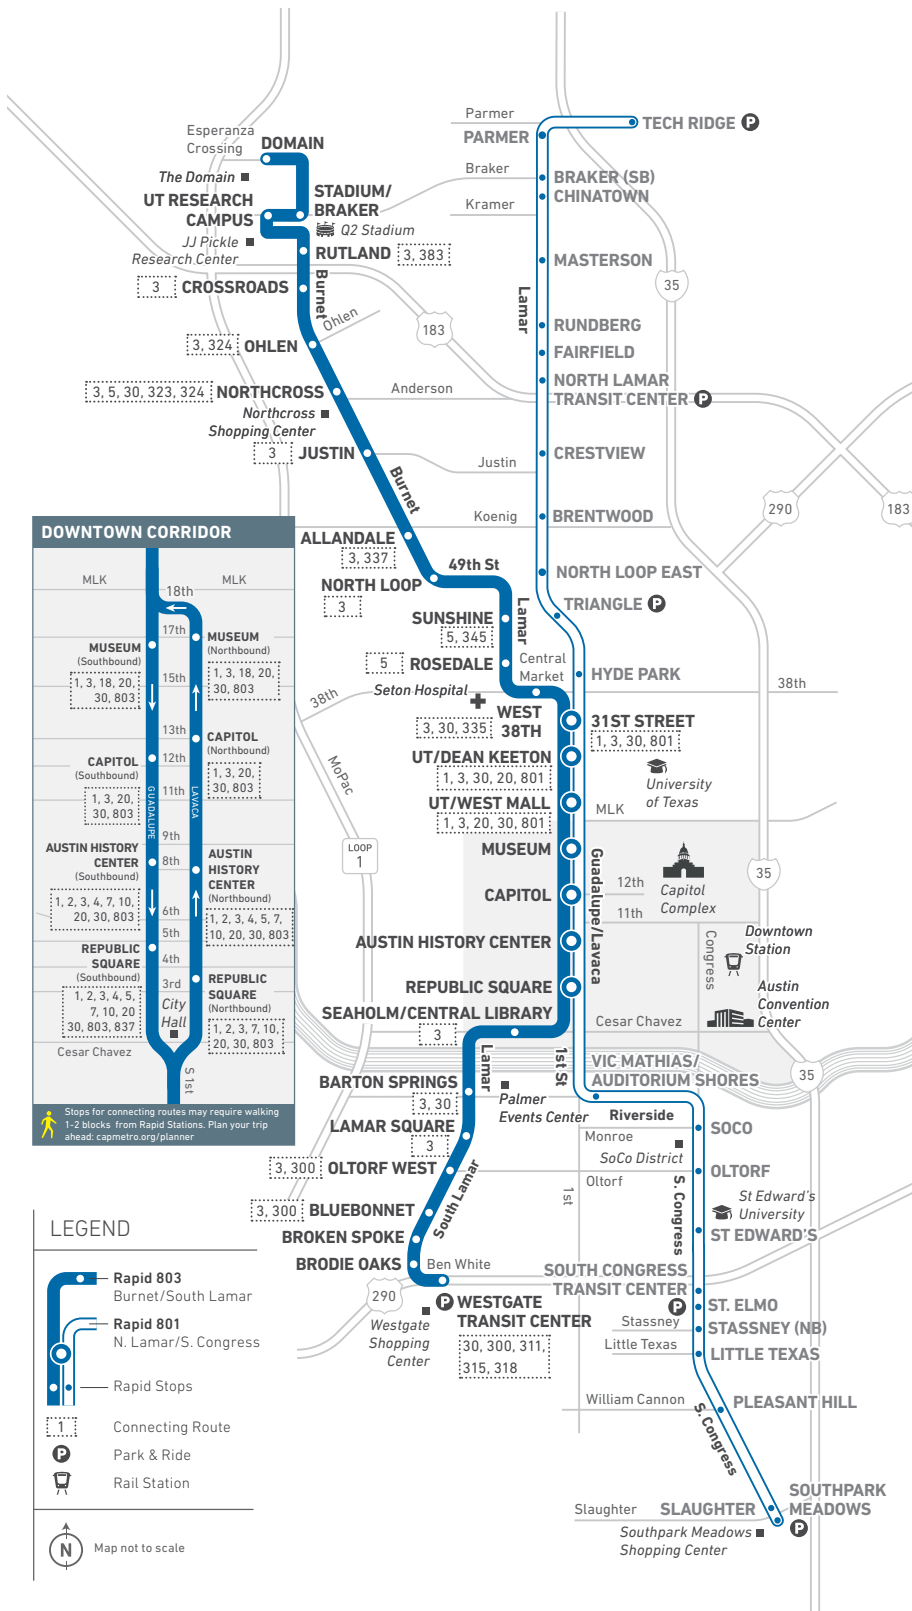 Parmer
TECH RIDGE P
PARMER
Esperanza
Crossing
DOMAIN
The Domain
Braker
BRAKER (SB)
CHINATOWN
Kramer
UT RESEARCH
CAMPUS
STADIUM/
BRAKER
Q2 Stadium
JJ Pickle
Research Center
RUTLAND 3, 383
MASTERSON
3 CROSSROADS
Burnet
35
Lamar
Ohlen
183
RUNDBERG
3, 324 OHLEN
FAIRFIELD
3, 5, 30, 323, 324 NORTHCROSS
Anderson
NORTH LAMAR
TRANSIT CENTER P
Northcross
Shopping Center
3 JUSTIN
Justin
CRESTVIEW
Burnet
290
183
Koenig
BRENTWOOD
ALLANDALE
3, 337
49th St
NORTH LOOP
3
NORTH LOOP EAST
Lamar
TRIANGLE P
SUNSHINE
5, 345
5 ROSEDALE
Central
Market
HYDE PARK
38th
Seton Hospital
38th
WEST
38TH
3, 30, 335
31ST STREET
1, 3, 30, 801
UT/DEAN KEETON
1, 3, 30, 20, 801
University
of Texas
MoPac
UT/WEST MALL
1, 3, 20, 30, 801
MLK
LOOP
1
MUSEUM
Guadalupe/Lavaca
35
CAPITOL
12th
Capitol
Complex
11th
AUSTIN HISTORY CENTER
Congress
Downtown
Station
REPUBLIC SQUARE
Austin
Convention
Center
SEAHOLM/CENTRAL LIBRARY
3
Cesar Chavez
Lamar
1st St
VIC MATHIAS/
AUDITORIUM SHORES
35
BARTON SPRINGS
3, 30
Palmer
Events Center
Riverside
LAMAR SQUARE
3
Monroe
SOCO
SoCo District
3, 300 OLTORF WEST
OLTORF
Oltorf
South Lamar
1st
S. Congress
St Edward's
University
3, 300 BLUEBONNET
BROKEN SPOKE
ST EDWARD'S
BRODIE OAKS
Ben White
SOUTH CONGRESS
TRANSIT CENTER
290
P WESTGATE
TRANSIT CENTER
P
ST. ELMO
Westgate
Shopping
Center
Stassney
STASSNEY (NB)
30, 300, 311,
315, 318
Little Texas
LITTLE TEXAS
William Cannon
PLEASANT HILL
S. Congress
SOUTHPARK
MEADOWS
Slaughter
SLAUGHTER
P
Southpark Meadows
Shopping Center
DOWNTOWN CORRIDOR
MLK
MLK
18th
17th
MUSEUM
(Southbound)
1, 3, 18, 20,
30, 803
MUSEUM
(Northbound)
1, 3, 18, 20,
30, 803
15th
13th
CAPITOL
(Northbound)
1, 3, 20,
30, 803
12th
CAPITOL
(Southbound)
1, 3, 20,
30, 803
11th
GUADALUPE
LAVACA
9th
AUSTIN HISTORY
CENTER
(Southbound)
1, 2, 3, 4, 7, 10,
20, 30, 803
8th
AUSTIN
HISTORY
CENTER
(Northbound)
1, 2, 3, 4, 5, 7,
10, 20, 30, 803
6th
5th
REPUBLIC
SQUARE
(Southbound)
1, 2, 3, 4, 5,
7, 10, 20
30, 803, 837
4th
3rd
REPUBLIC
SQUARE
(Northbound)
1, 2, 3, 7, 10,
20, 30, 803
City
Hall
Cesar Chavez
S 1st
Stops for connecting routes may require walking
1-2 blocks from Rapid Stations. Plan your trip
ahead: capmetro.org/planner
LEGEND
Rapid 803
Burnet/South Lamar
Rapid 801
N. Lamar/S. Congress
Rapid Stops
1 Connecting Route
P Park & Ride
Rail Station
N Map not to scale